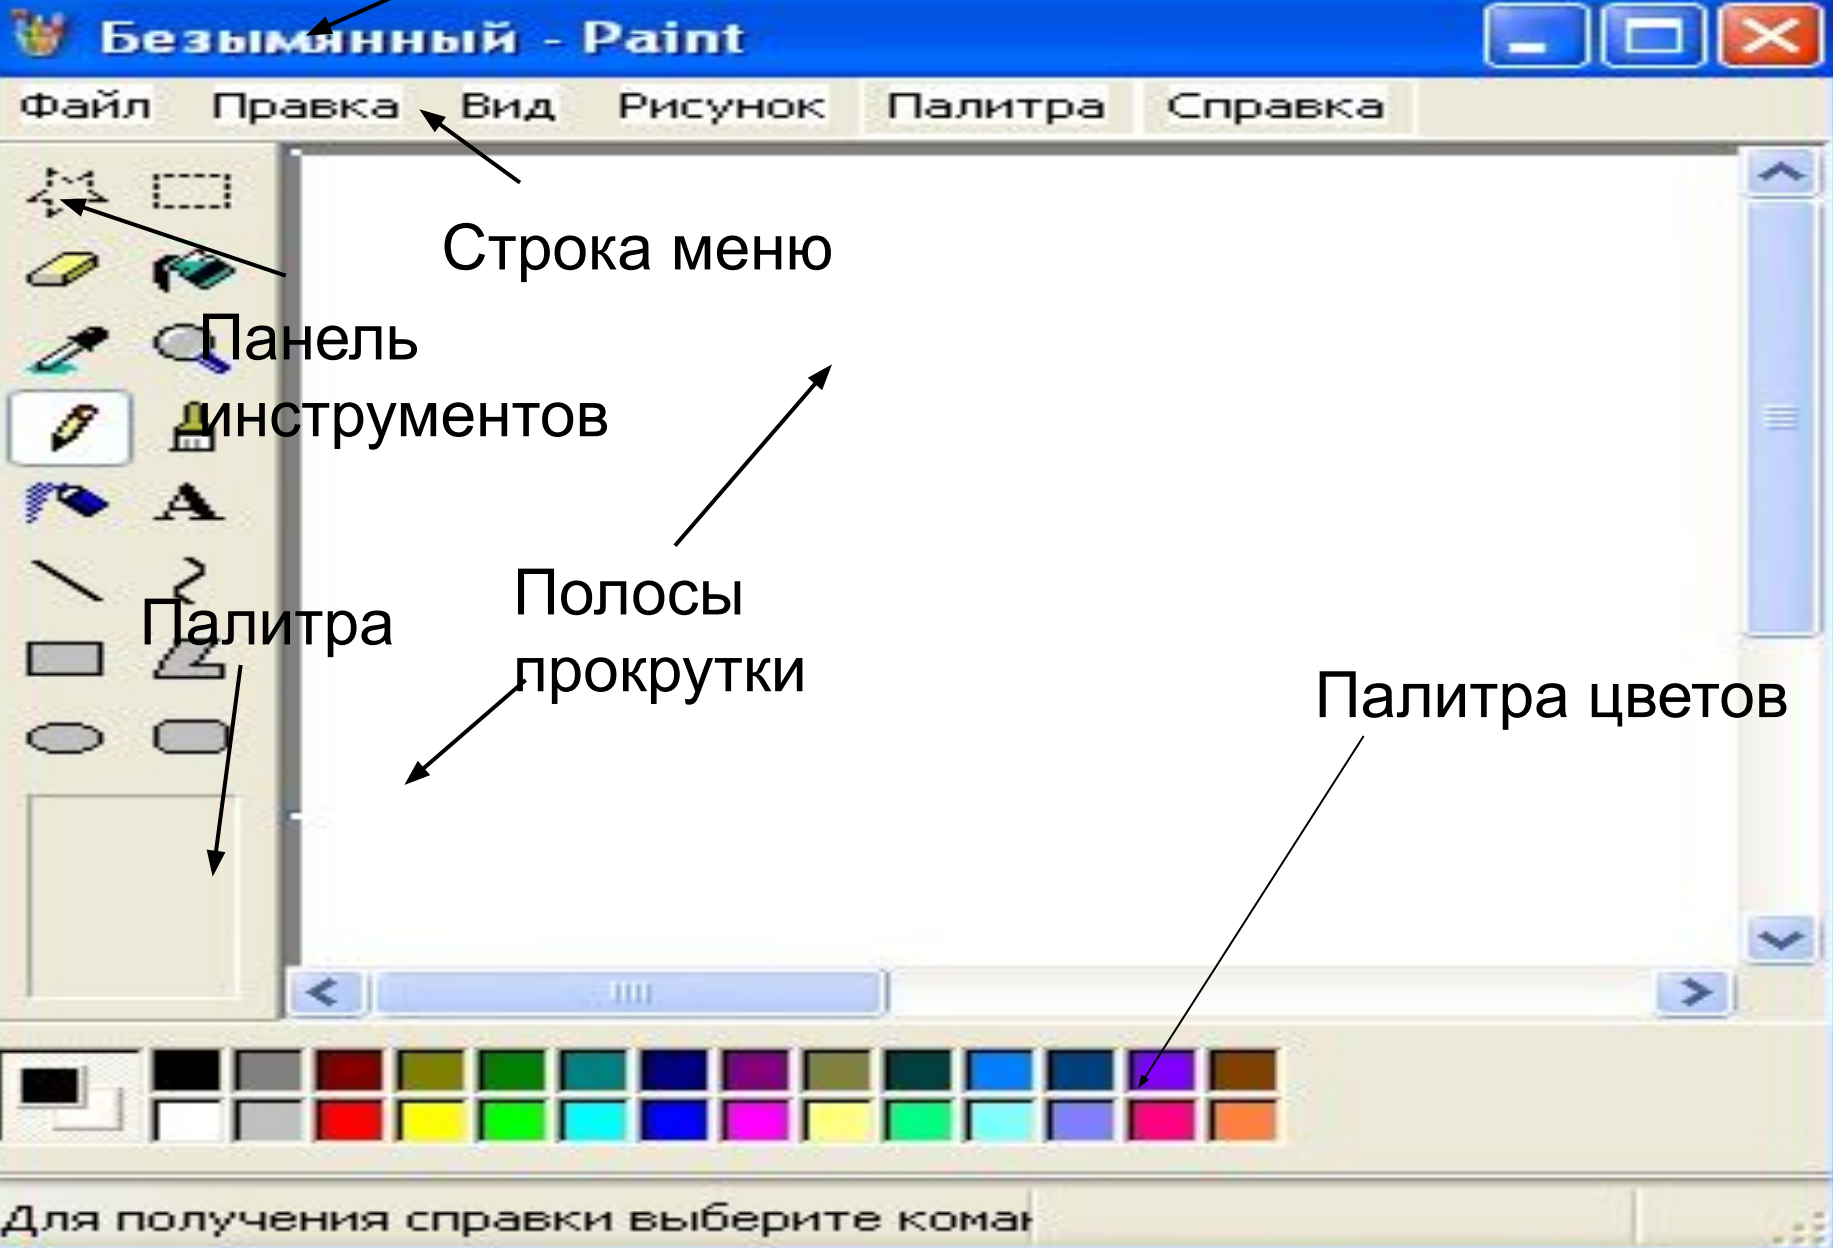 Безымянный - Paint
Файл Правка Вид Рисунок Палитра Справка
Строка меню
Панель
инструментов
A
Полосы
прокрутки
Палитра
Палитра цветов
Для получения справки выберите